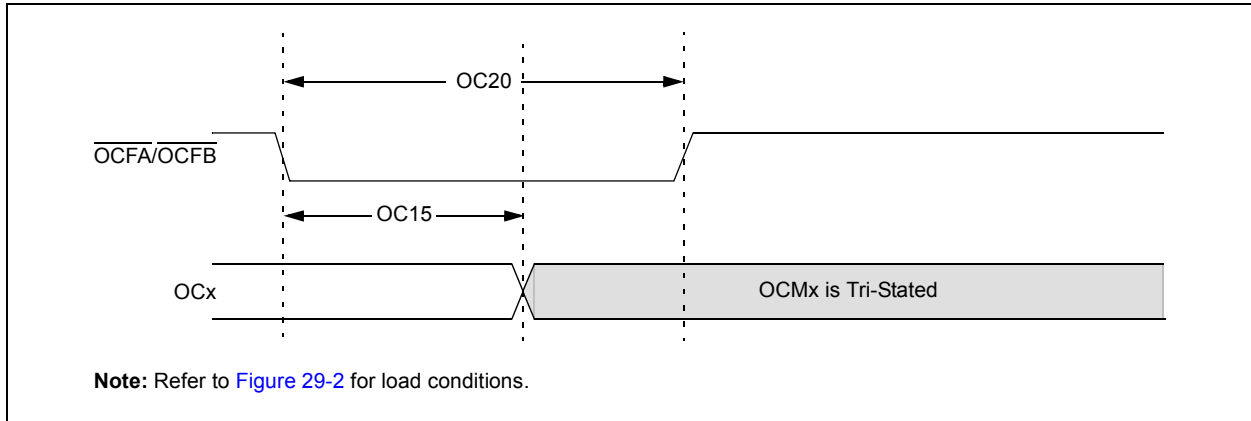 OC20
OCFA/OCFB
OC15
OCx
OCMx is Tri-Stated
Note: Refer to Figure 29-2 for load conditions.